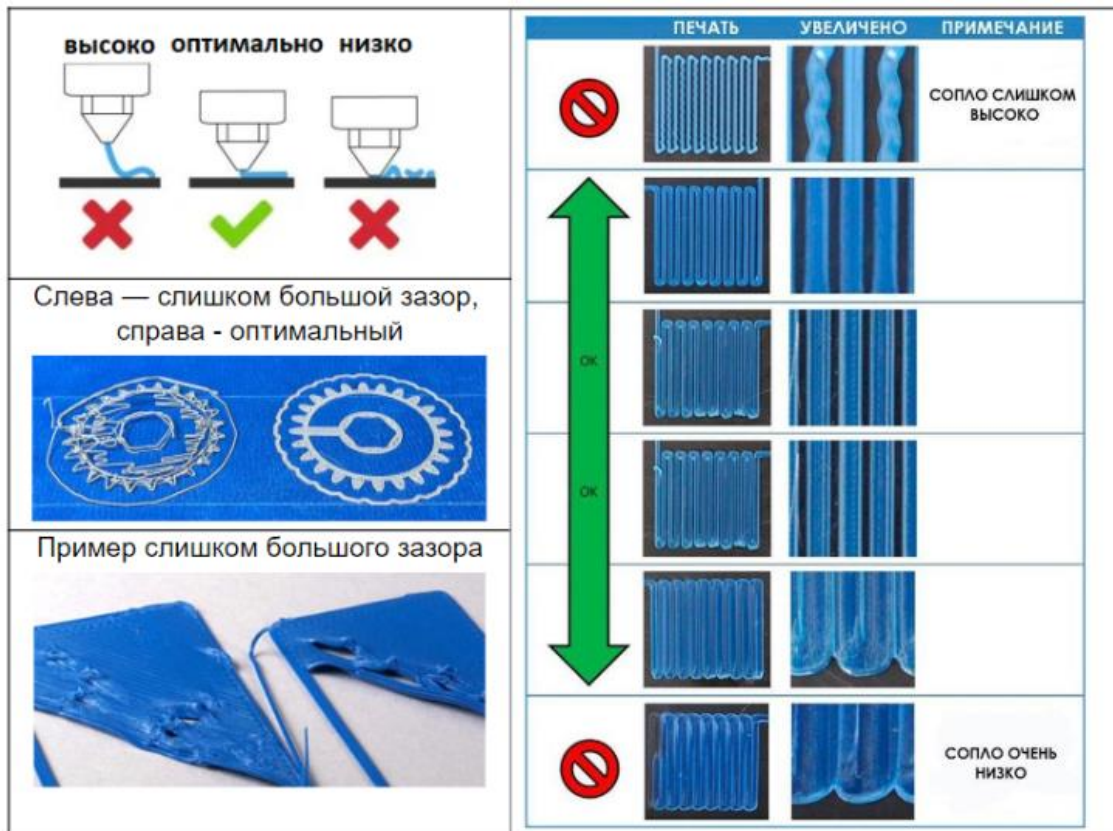 высоко оптимально низко
Слева — слишком большой зазор,
справа - оптимальный
Пример слишком большого зазора
ПЕЧАТЬ УВЕЛИЧЕНО ПРИМЕЧАНИЕ
СОПЛО СЛИШКОМ
ВЫСОКО
ОК
ОК
СОПЛО ОЧЕНЬ
НИЗКО